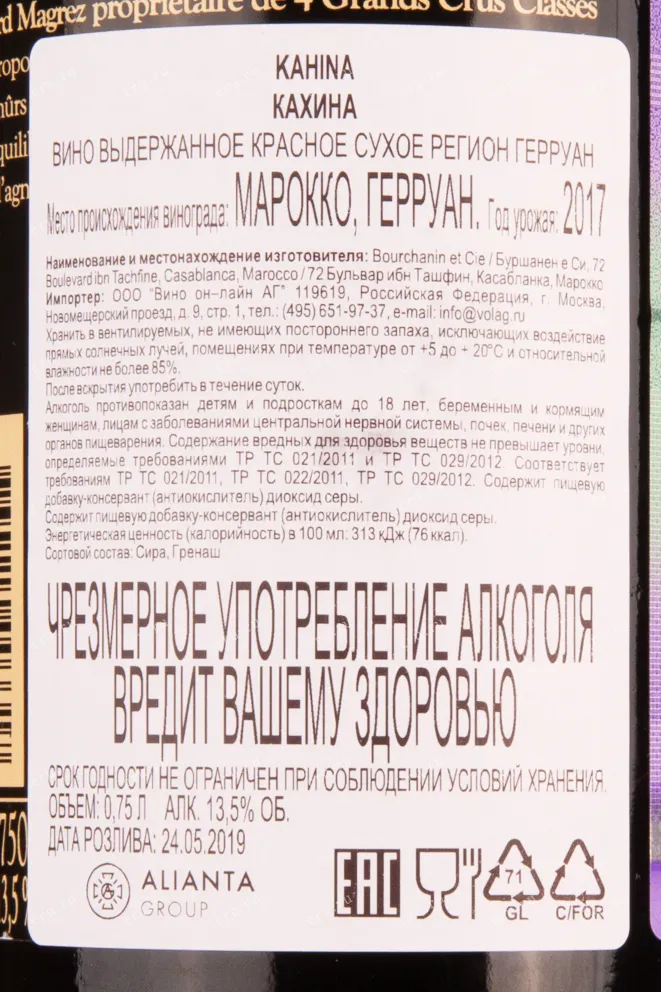 rd Magrez propriétaire de 4 Grands Crus Classés
KAHINA
КАХИНА
ВИНО ВЫДЕРЖАННОЕ КРАСНОЕ СУХОЕ РЕГИОН ГЕРРУАН
Место происхождения винограда: МАРОККО, ГЕРРУАН. Год урожая: 2017
Наименование и местонахождение изготовителя: Bourchanin et Cie / Буршанен е Си, 72
Boulevard ibn Tachfine, Casablanca, Marocco / 72 Бульвар ибн Ташфин, Касабланка, Марокко
Импортер: ООО "Вино он–лайн АГ" 119619, Российская Федерация, г. Москва,
Новомещерский проезд, д. 9, стр. 1, тел.: (495) 651-97-37, e-mail: info@volag.ru
Хранить в вентилируемых, не имеющих постороннего запаха, исключающих воздействие
прямых солнечных лучей, помещениях при температуре от +5 до + 20°С и относительной
влажности не более 85%.
После вскрытия употребить в течение суток.
Алкоголь противопоказан детям и подросткам до 18 лет, беременным и кормящим
женщинам, лицам с заболеваниями центральной нервной системы, почек, печени и других
органов пищеварения. Содержание вредных для здоровья веществ не превышает уровни,
определяемые требованиями ТР ТС 021/2011 и ТР ТС 029/2012. Соответствует
требованиям ТР ТС 021/2011, ТР ТС 022/2011, ТР ТС 029/2012. Содержит пищевую
добавку-консервант (антиокислитель) диоксид серы.
Содержит пищевую добавку-консервант (антиокислитель) диоксид серы.
Энергетическая ценность (калорийность) в 100 мл: 313 кДж (76 ккал).
Сортовой состав: Сира, Гренаш
ЧРЕЗМЕРНОЕ УПОТРЕБЛЕНИЕ АЛКОГОЛЯ
ВРЕДИТ ВАШЕМУ ЗДОРОВЬЮ
СРОК ГОДНОСТИ НЕ ОГРАНИЧЕН ПРИ СОБЛЮДЕНИИ УСЛОВИЙ ХРАНЕНИЯ.
ОБЪЕМ: 0,75 Л АЛК. 13,5% ОБ.
ДАТА РОЗЛИВА: 24.05.2019
ALIANTA
GROUP
EAC
71
GL
C/FOR
750